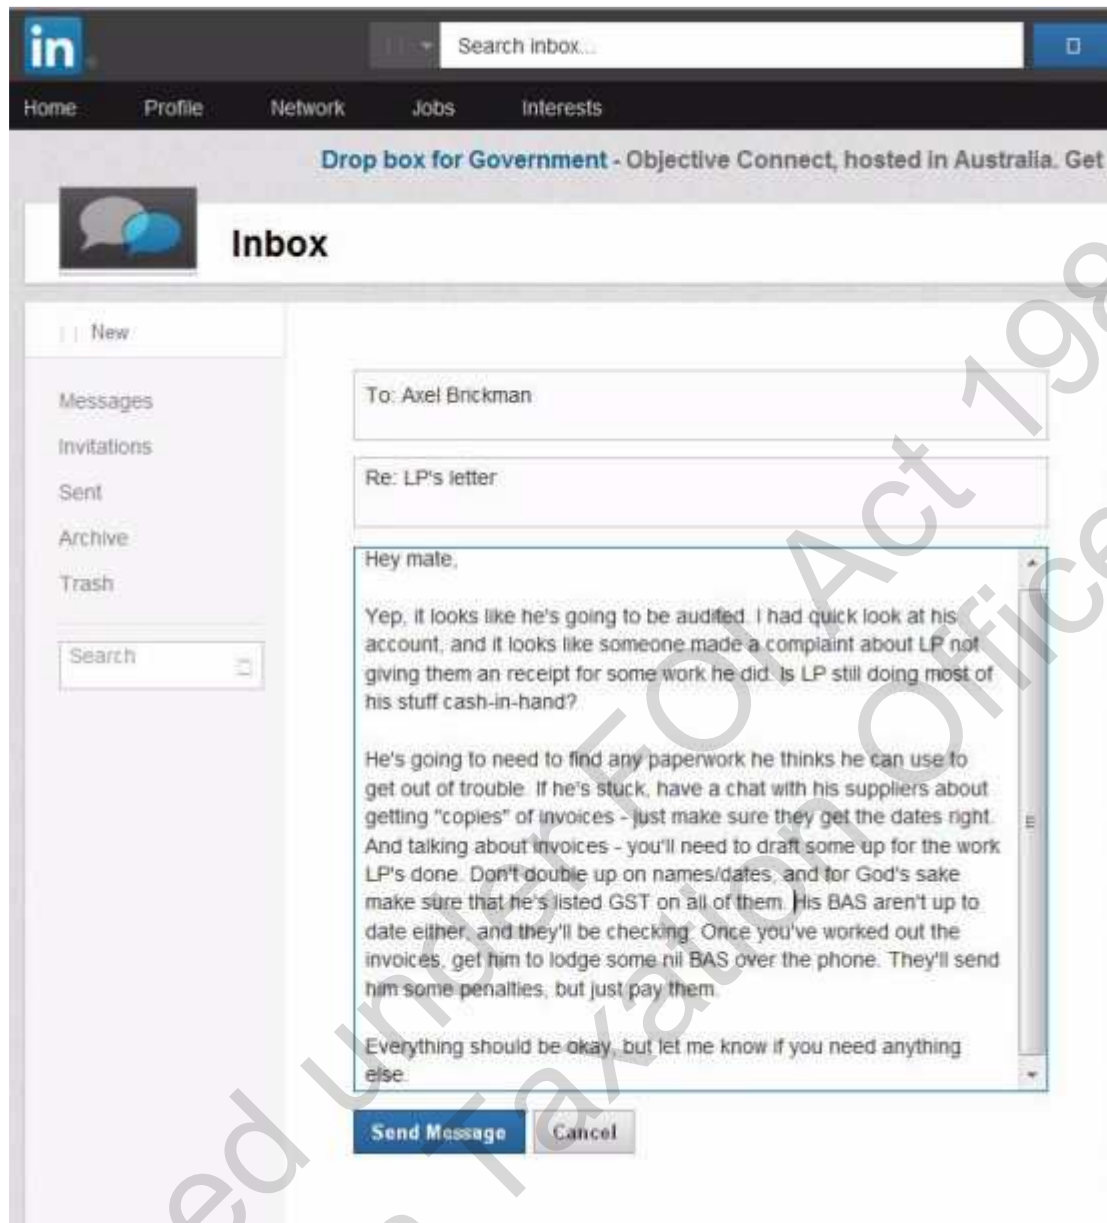 in
Search inbox...
Home Profile Network Jobs Interests
Drop box for Government - Objective Connect, hosted in Australia. Get
Inbox
New
Messages
Invitations
Sent
Archive
Trash
Search
To: Axel Brickman
Re: LP's letter
Hey mate,
Yep, it looks like he's going to be audited. I had quick look at his
account, and it looks like someone made a complaint about LP not
giving them an receipt for some work he did. Is LP still doing most of
his stuff cash-in-hand?
He's going to need to find any paperwork he thinks he can use to
get out of trouble. If he's stuck, have a chat with his suppliers about
getting "copies" of invoices - just make sure they get the dates right.
And talking about invoices - you'll need to draft some up for the work
LP's done. Don't double up on names/dates, and for God's sake
make sure that he's listed GST on all of them. His BAS aren't up to
date either, and they'll be checking. Once you've worked out the
invoices, get him to lodge some nil BAS over the phone. They'll send
him some penalties, but just pay them.
Everything should be okay, but let me know if you need anything
else.
Send Message Cancel
under FOI Act 198
Taxation Office